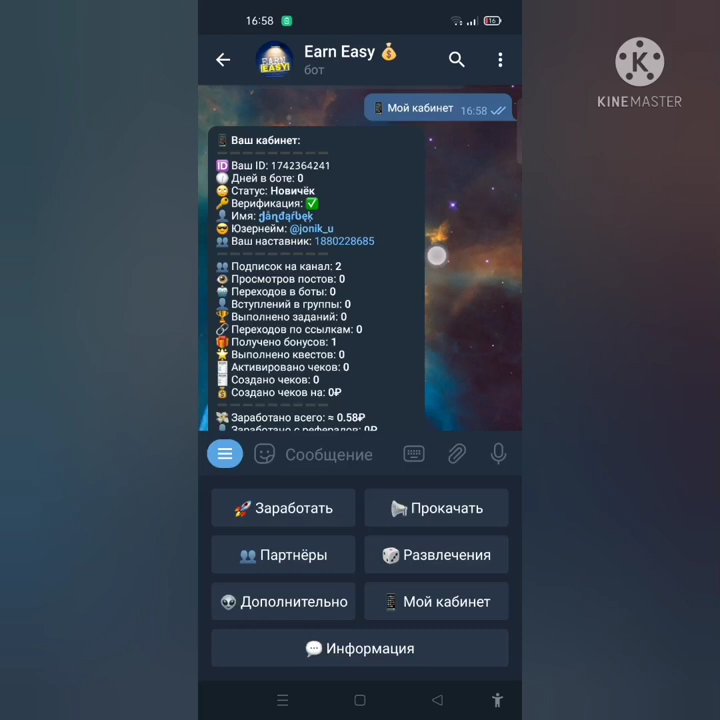 16:58
16
Earn Easy
бот
KINEMASTER
Мой кабинет 16:58
Ваш кабинет:
Ваш ID: 1742364241
Дней в боте: 0
Статус: Новичёк
Верификация:
Имя:
Юзернейм: @jonik_u
Ваш наставник: 1880228685
Подписок на канал: 2
Просмотров постов: 0
Переходов в боты: 0
Вступлений в группы: 0
Выполнено заданий: 0
Переходов по ссылкам: 0
Получено бонусов: 1
Выполнено квестов: 0
Активировано чеков: 0
Создано чеков: 0
Создано чеков на: 0₽
Заработано всего: ≈ 0.58₽
Заработано с рефералов: 0₽
Сообщение
Заработать
Прокачать
Партнёры
Развлечения
Дополнительно
Мой кабинет
Информация